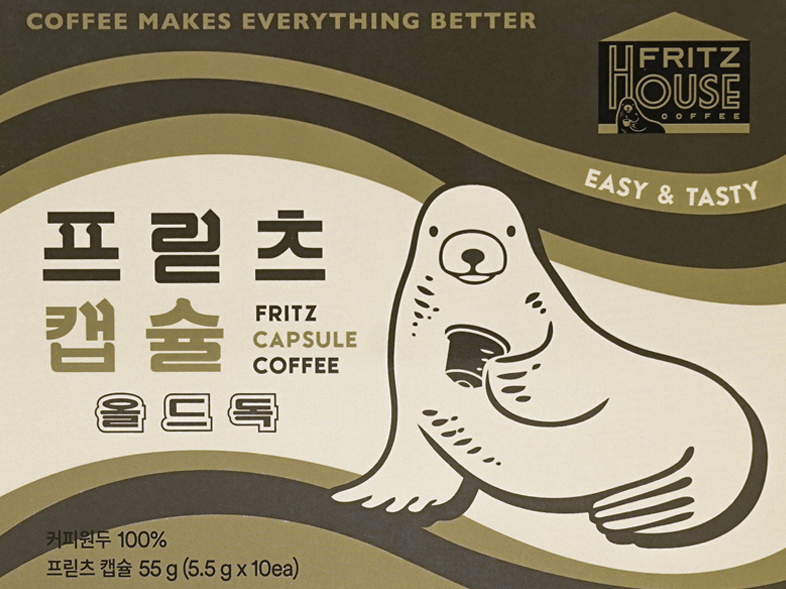 COFFEE MAKES EVERYTHING BETTER
FRITZ
HOUSE
COFFEE
EASY & TASTY
프릳츠
캡슐
FRITZ
CAPSULE
COFFEE
올드독
커피원두 100%
프릳츠 캡슐 55 g (5.5 g x 10ea)